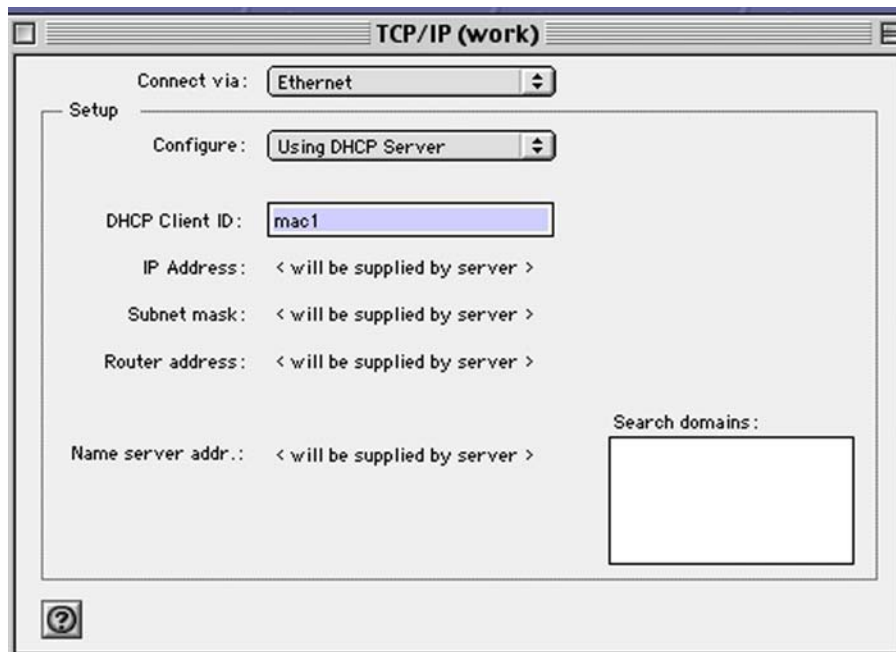 TCP/IP (work)
Connect via: Ethernet
Setup
Configure: Using DHCP Server
DHCP Client ID: mac1
IP Address: < will be supplied by server >
Subnet mask: < will be supplied by server >
Router address: < will be supplied by server >
Search domains:
Name server addr.: < will be supplied by server >
?